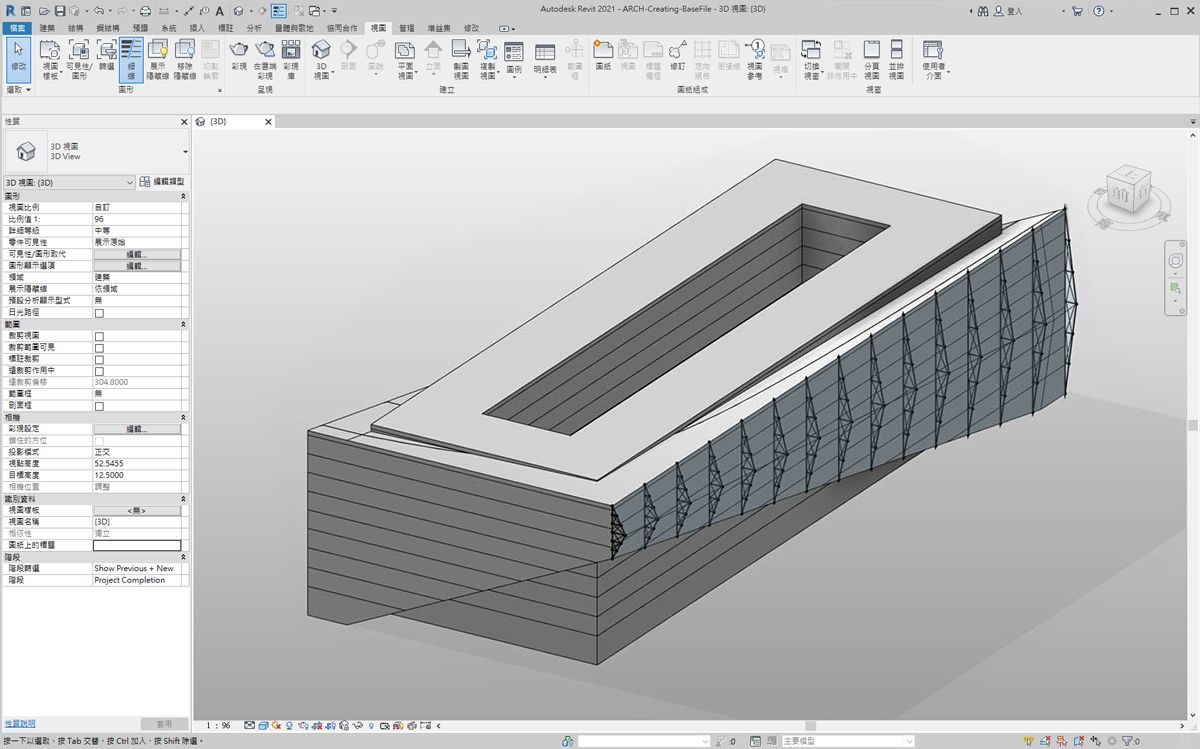 Autodesk Revit 2021 - ARCH-Creating-BaseFile - 3D 視圖: {3D}
登入
檔案 建築 結構 鋼結構 預鑄 系統 插入 標註 分析 量體與敷地 協同合作 視圖 管理 增益集 修改
修改
視圖樣板
可見性/圖形
篩選
細線
展示隱藏線
移除隱藏線
切割輪廓
彩現
在雲端彩現
彩現庫
3D 視圖
剖面
圖說
平面視圖
立面
製圖視圖
複製視圖
圖例
明細表
範圍框
圖紙
視圖
標題欄框
修訂
導向網格
銜接線
視圖參考
視埠
切換視窗
關閉非作用中
分頁視圖
並排視圖
使用者介面
選取 圖形 呈現 建立 圖紙組成 視窗
性質
{3D}
3D 視圖
3D View
3D 視圖: {3D} 編輯類型
圖形
視圖比例 自訂
比例值 1: 96
詳細等級 中等
零件可見性 展示原始
可見性/圖形取代 編輯...
圖形顯示選項 編輯...
領域 建築
展示隱藏線 依領域
預設分析顯示型式 無
日光路徑
範圍
裁剪視圖
裁剪範圍可見
標註裁剪
遠裁剪作用中
遠裁剪偏移 304.8000
範圍框 無
剖面框
相機
彩現設定 編輯...
鎖住的方位
投影模式 正交
視點高度 52.5455
目標高度 12.5000
相機位置 調整
識別資料
視圖樣板 <無>
視圖名稱 {3D}
相依性 獨立
圖紙上的標題
階段
階段篩選 Show Previous + New
階段 Project Completion
上
前
右
性質說明 套用
1 : 96
按一下以選取、按 Tab 交替、按 Ctrl 加入、按 Shift 除選。
:0
主要模型
:0